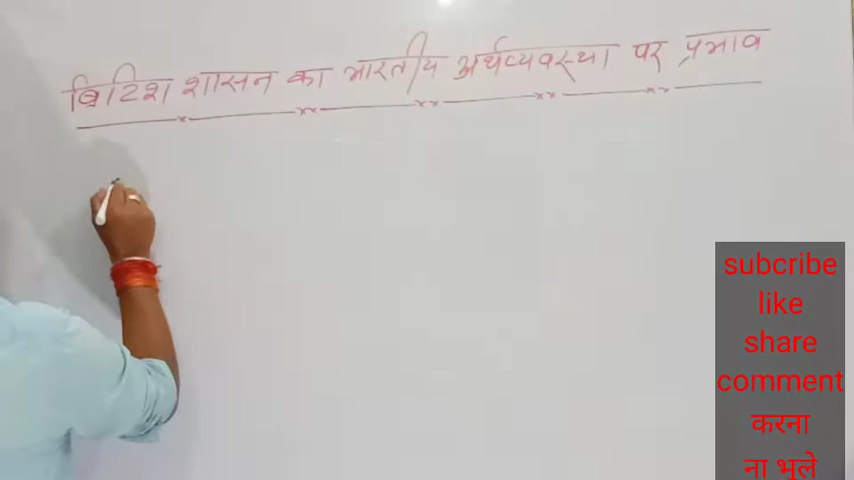 ब्रिटिश शासन का भारतीय अर्थव्यवस्था पर प्रभाव
subcribe
like
share
comment
करना
ना भूले